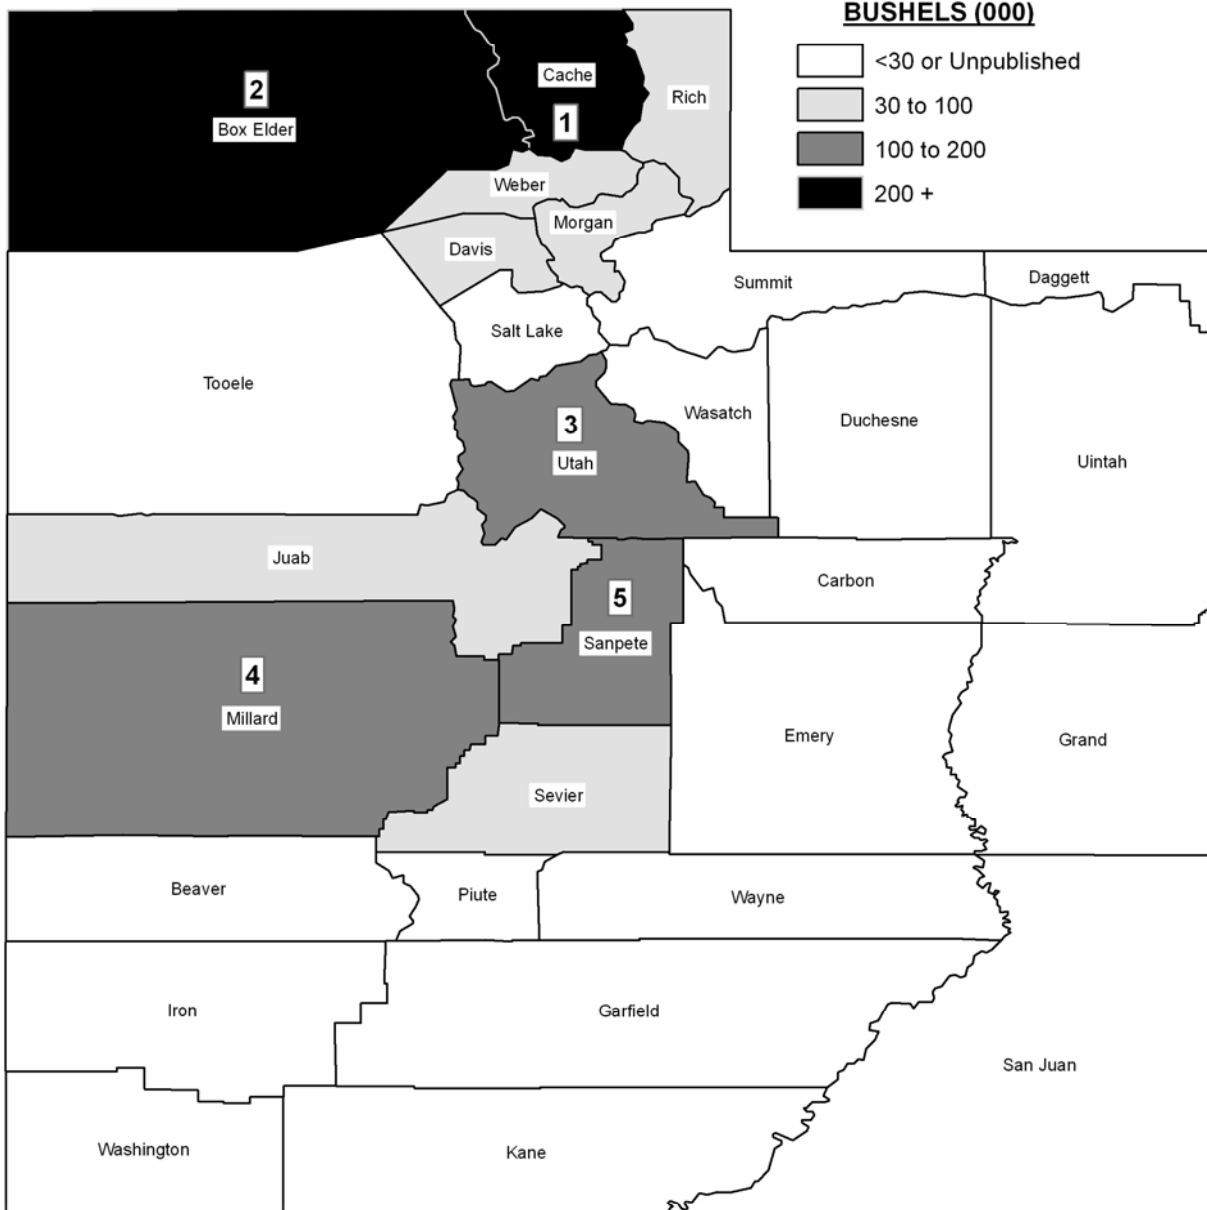 BUSHELS (000)
<30 or Unpublished
30 to 100
100 to 200
200 +
2
Box Elder
Cache
1
Rich
Weber
Morgan
Davis
Summit
Daggett
Salt Lake
Tooele
3
Utah
Wasatch
Duchesne
Uintah
Juab
Carbon
5
Sanpete
4
Millard
Emery
Grand
Sevier
Beaver
Piute
Wayne
Iron
Garfield
San Juan
Washington
Kane